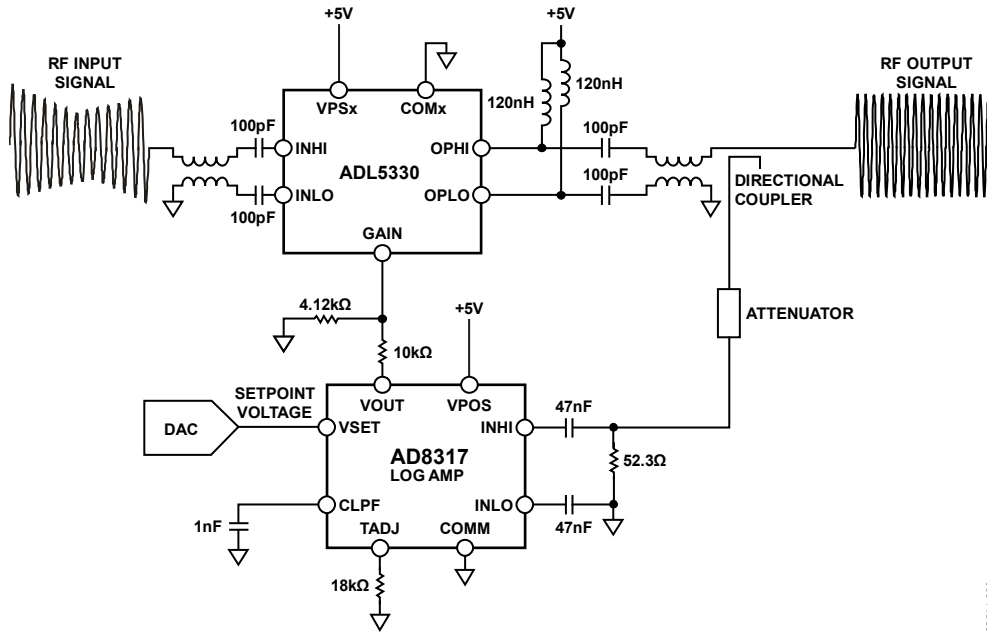 +5V
+5V
RF INPUT
SIGNAL
RF OUTPUT
SIGNAL
VPSx
COMx
120nH
120nH
100pF
100pF
INHI
OPHI
ADL5330
INLO
OPLO
100pF
100pF
DIRECTIONAL
COUPLER
GAIN
4.12kΩ
+5V
ATTENUATOR
10kΩ
SETPOINT
VOLTAGE
VOUT
VPOS
47nF
DAC
VSET
INHI
AD8317
LOG AMP
52.3Ω
CLPF
INLO
1nF
TADJ
COMM
47nF
18kΩ